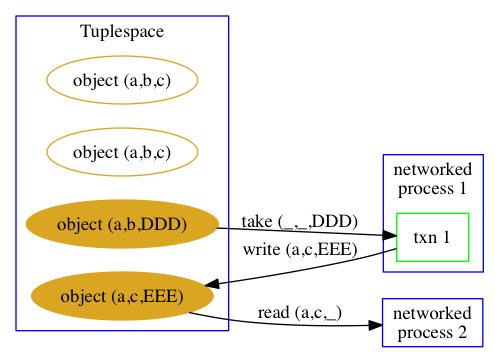 Tuplespace
object (a,b,c)
object (a,b,c)
object (a,b,DDD)
object (a,c,EEE)
take (_,_,DDD)
write (a,c,EEE)
read (a,c,_)
networked
process 1
txn 1
networked
process 2